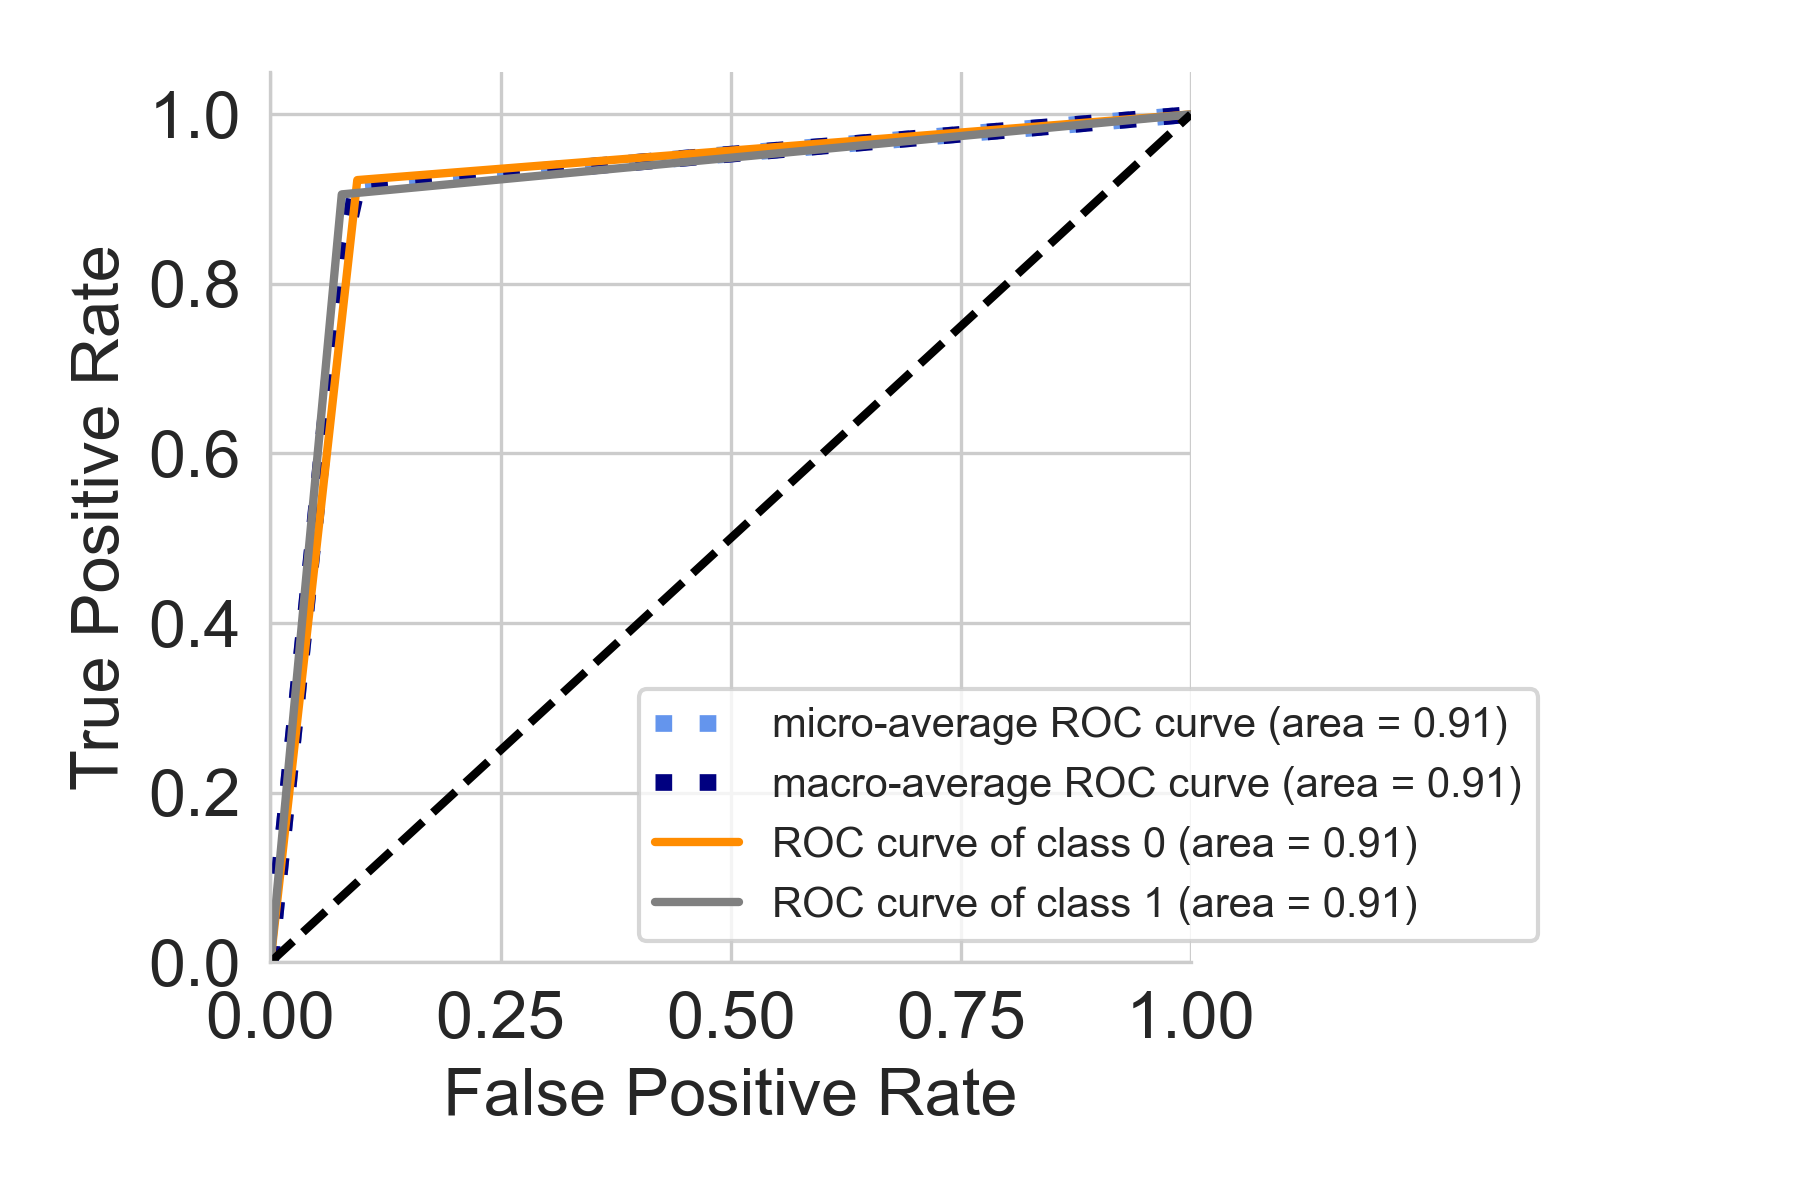 True Positive Rate
1.0
0.8
0.6
0.4
0.2
0.0
0.00 0.25 0.50 0.75 1.00
False Positive Rate
micro-average ROC curve (area = 0.91)
macro-average ROC curve (area = 0.91)
ROC curve of class 0 (area = 0.91)
ROC curve of class 1 (area = 0.91)